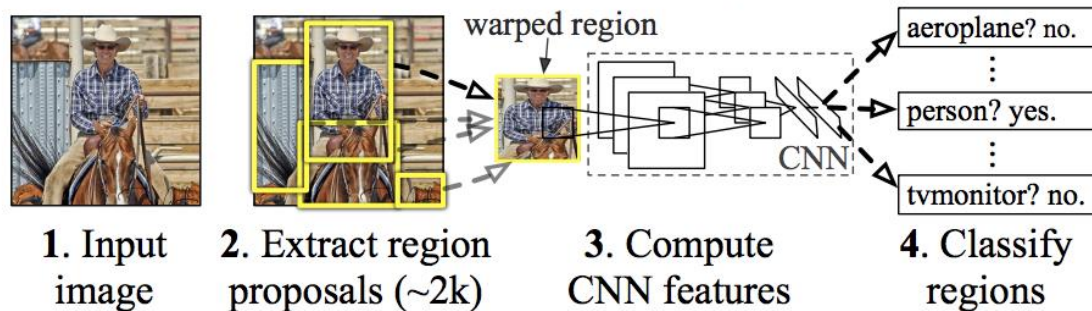 warped region
aeroplane? no.
⋮
person? yes.
⋮
tvmonitor? no.
CNN
1. Input
image
2. Extract region
proposals (~2k)
3. Compute
CNN features
4. Classify
regions